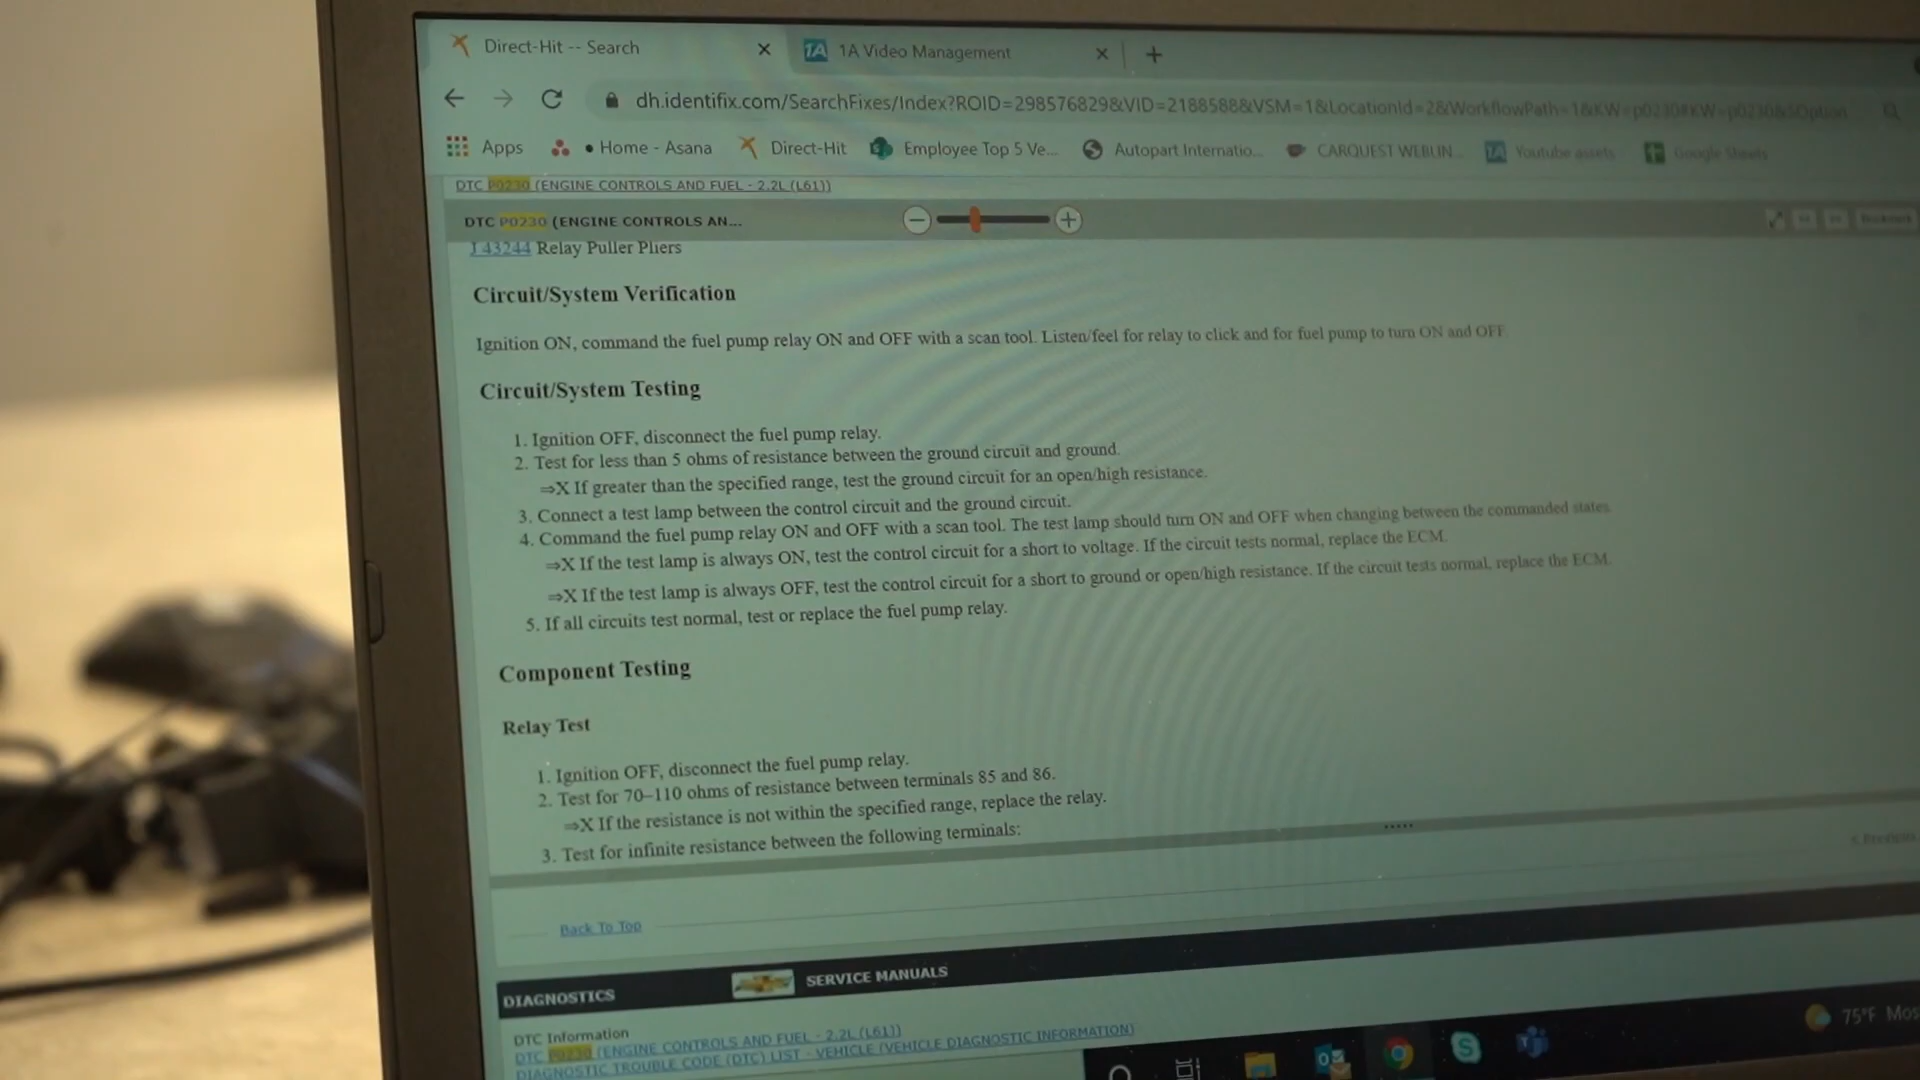 Direct-Hit -- Search
1A Video Management
dh.identifix.com/SearchFixes/Index?ROID=298576829&VID=2188588&VSM=1&LocationId=2&WorkflowPath=1&KW=p0230#KW=p0230&SOption
Apps
• Home - Asana
Direct-Hit
Employee Top 5 Ve...
Autopart Internatio...
CARQUEST WEBLIN...
Youtube assets
Google Sheets
DTC P0230 (ENGINE CONTROLS AND FUEL - 2.2L (L61))
DTC P0230 (ENGINE CONTROLS AN...
J 43244 Relay Puller Pliers
Circuit/System Verification
Ignition ON, command the fuel pump relay ON and OFF with a scan tool. Listen/feel for relay to click and for fuel pump to turn ON and OFF.
Circuit/System Testing
1. Ignition OFF, disconnect the fuel pump relay.
2. Test for less than 5 ohms of resistance between the ground circuit and ground.
⇒X If greater than the specified range, test the ground circuit for an open/high resistance.
3. Connect a test lamp between the control circuit and the ground circuit.
4. Command the fuel pump relay ON and OFF with a scan tool. The test lamp should turn ON and OFF when changing between the commanded states.
⇒X If the test lamp is always ON, test the control circuit for a short to voltage. If the circuit tests normal, replace the ECM.
⇒X If the test lamp is always OFF, test the control circuit for a short to ground or open/high resistance. If the circuit tests normal, replace the ECM.
5. If all circuits test normal, test or replace the fuel pump relay.
Component Testing
Relay Test
1. Ignition OFF, disconnect the fuel pump relay.
2. Test for 70–110 ohms of resistance between terminals 85 and 86.
⇒X If the resistance is not within the specified range, replace the relay.
3. Test for infinite resistance between the following terminals:
Back To Top
DIAGNOSTICS
SERVICE MANUALS
DTC Information
DTC P0230 (ENGINE CONTROLS AND FUEL - 2.2L (L61))
DIAGNOSTIC TROUBLE CODE (DTC) LIST - VEHICLE (VEHICLE DIAGNOSTIC INFORMATION)
75°F Mos